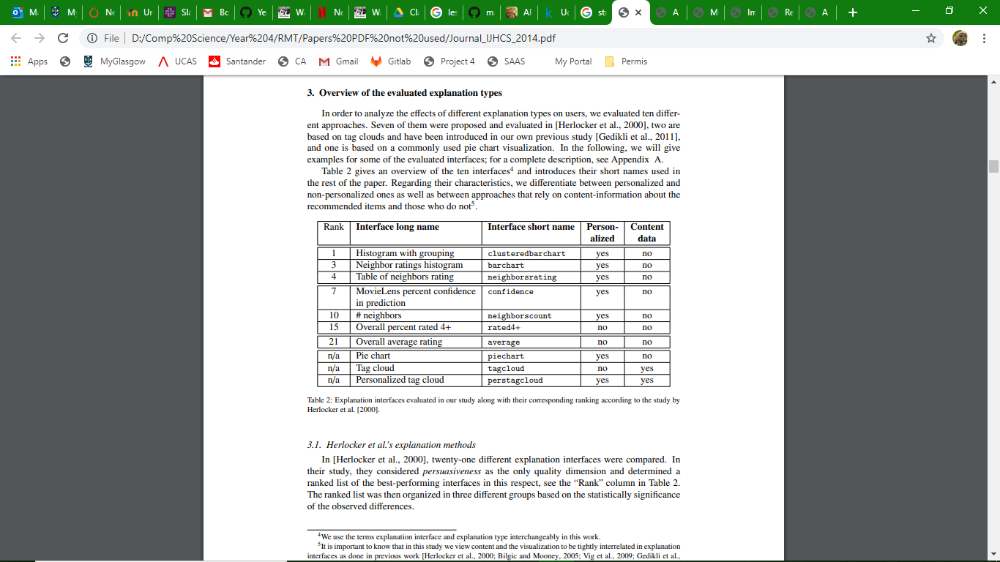 M
My
Ne
Ur
Sla
Bo
Ye
W
Ne
W
Cl
les
m
Al
Uc
stu
A
M
Im
Re
A
File | D:/Comp%20Science/Year%204/RMT/Papers%20PDF%20not%20used/Journal_IJHCS_2014.pdf
Apps MyGlasgow UCAS Santander CA Gmail Gitlab Project 4 SAAS My Portal Permis
3. Overview of the evaluated explanation types
In order to analyze the effects of different explanation types on users, we evaluated ten differ-
ent approaches. Seven of them were proposed and evaluated in [Herlocker et al., 2000], two are
based on tag clouds and have been introduced in our own previous study [Gedikli et al., 2011],
and one is based on a commonly used pie chart visualization. In the following, we will give
examples for some of the evaluated interfaces; for a complete description, see Appendix A.
Table 2 gives an overview of the ten interfaces⁴ and introduces their short names used in
the rest of the paper. Regarding their characteristics, we differentiate between personalized and
non-personalized ones as well as between approaches that rely on content-information about the
recommended items and those who do not⁵.
Rank Interface long name Interface short name Person- Content
alized data
1 Histogram with grouping clusteredbarchart yes no
3 Neighbor ratings histogram barchart yes no
4 Table of neighbors rating neighborsrating yes no
7 MovieLens percent confidence confidence yes no
in prediction
10 # neighbors neighborscount yes no
15 Overall percent rated 4+ rated4+ no no
21 Overall average rating average no no
n/a Pie chart piechart yes no
n/a Tag cloud tagcloud no yes
n/a Personalized tag cloud perstagcloud yes yes
Table 2: Explanation interfaces evaluated in our study along with their corresponding ranking according to the study by
Herlocker et al. [2000].
3.1. Herlocker et al.'s explanation methods
In [Herlocker et al., 2000], twenty-one different explanation interfaces were compared. In
their study, they considered persuasiveness as the only quality dimension and determined a
ranked list of the best-performing interfaces in this respect, see the “Rank” column in Table 2.
The ranked list was then organized in three different groups based on the statistically significance
of the observed differences.
⁴We use the terms explanation interface and explanation type interchangeably in this work.
⁵It is important to know that in this study we view content and the visualization to be tightly interrelated in explanation
interfaces as done in previous work [Herlocker et al., 2000; Bilgic and Mooney, 2005; Vig et al., 2009; Gedikli et al.,